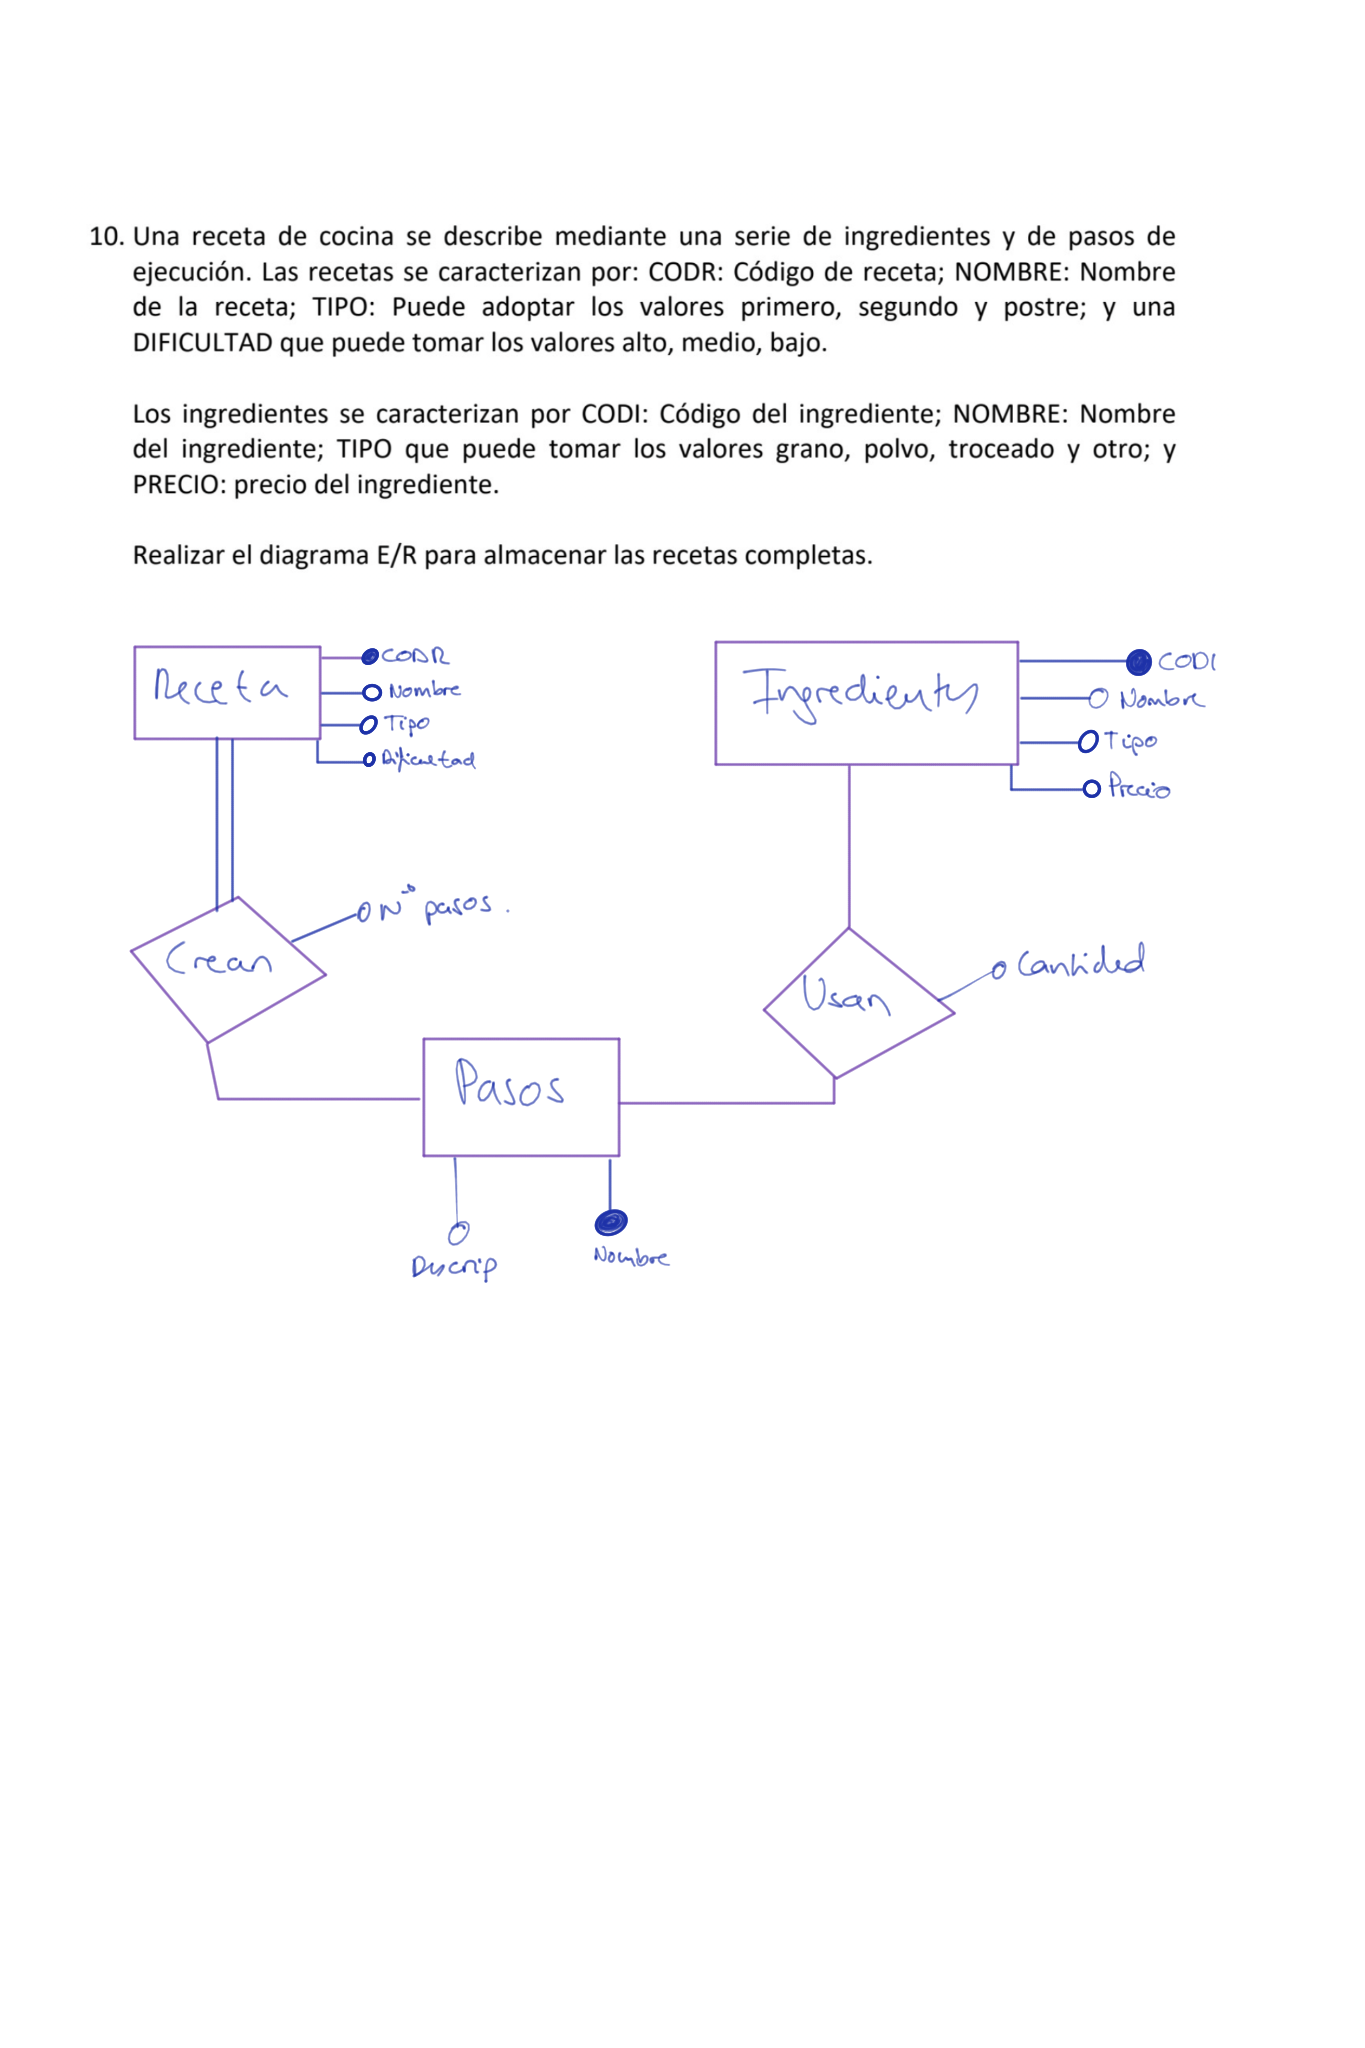 10. Una receta de cocina se describe mediante una serie de ingredientes y de pasos de
ejecución. Las recetas se caracterizan por: CODR: Código de receta; NOMBRE: Nombre
de la receta; TIPO: Puede adoptar los valores primero, segundo y postre; y una
DIFICULTAD que puede tomar los valores alto, medio, bajo.
Los ingredientes se caracterizan por CODI: Código del ingrediente; NOMBRE: Nombre
del ingrediente; TIPO que puede tomar los valores grano, polvo, troceado y otro; y
PRECIO: precio del ingrediente.
Realizar el diagrama E/R para almacenar las recetas completas.
Receta
CODR
Nombre
Tipo
Dificultad
Ingredientes
CODI
Nombre
Tipo
Precio
Crean
Nº pasos.
Usan
Cantidad
Pasos
Descrip
Nombre